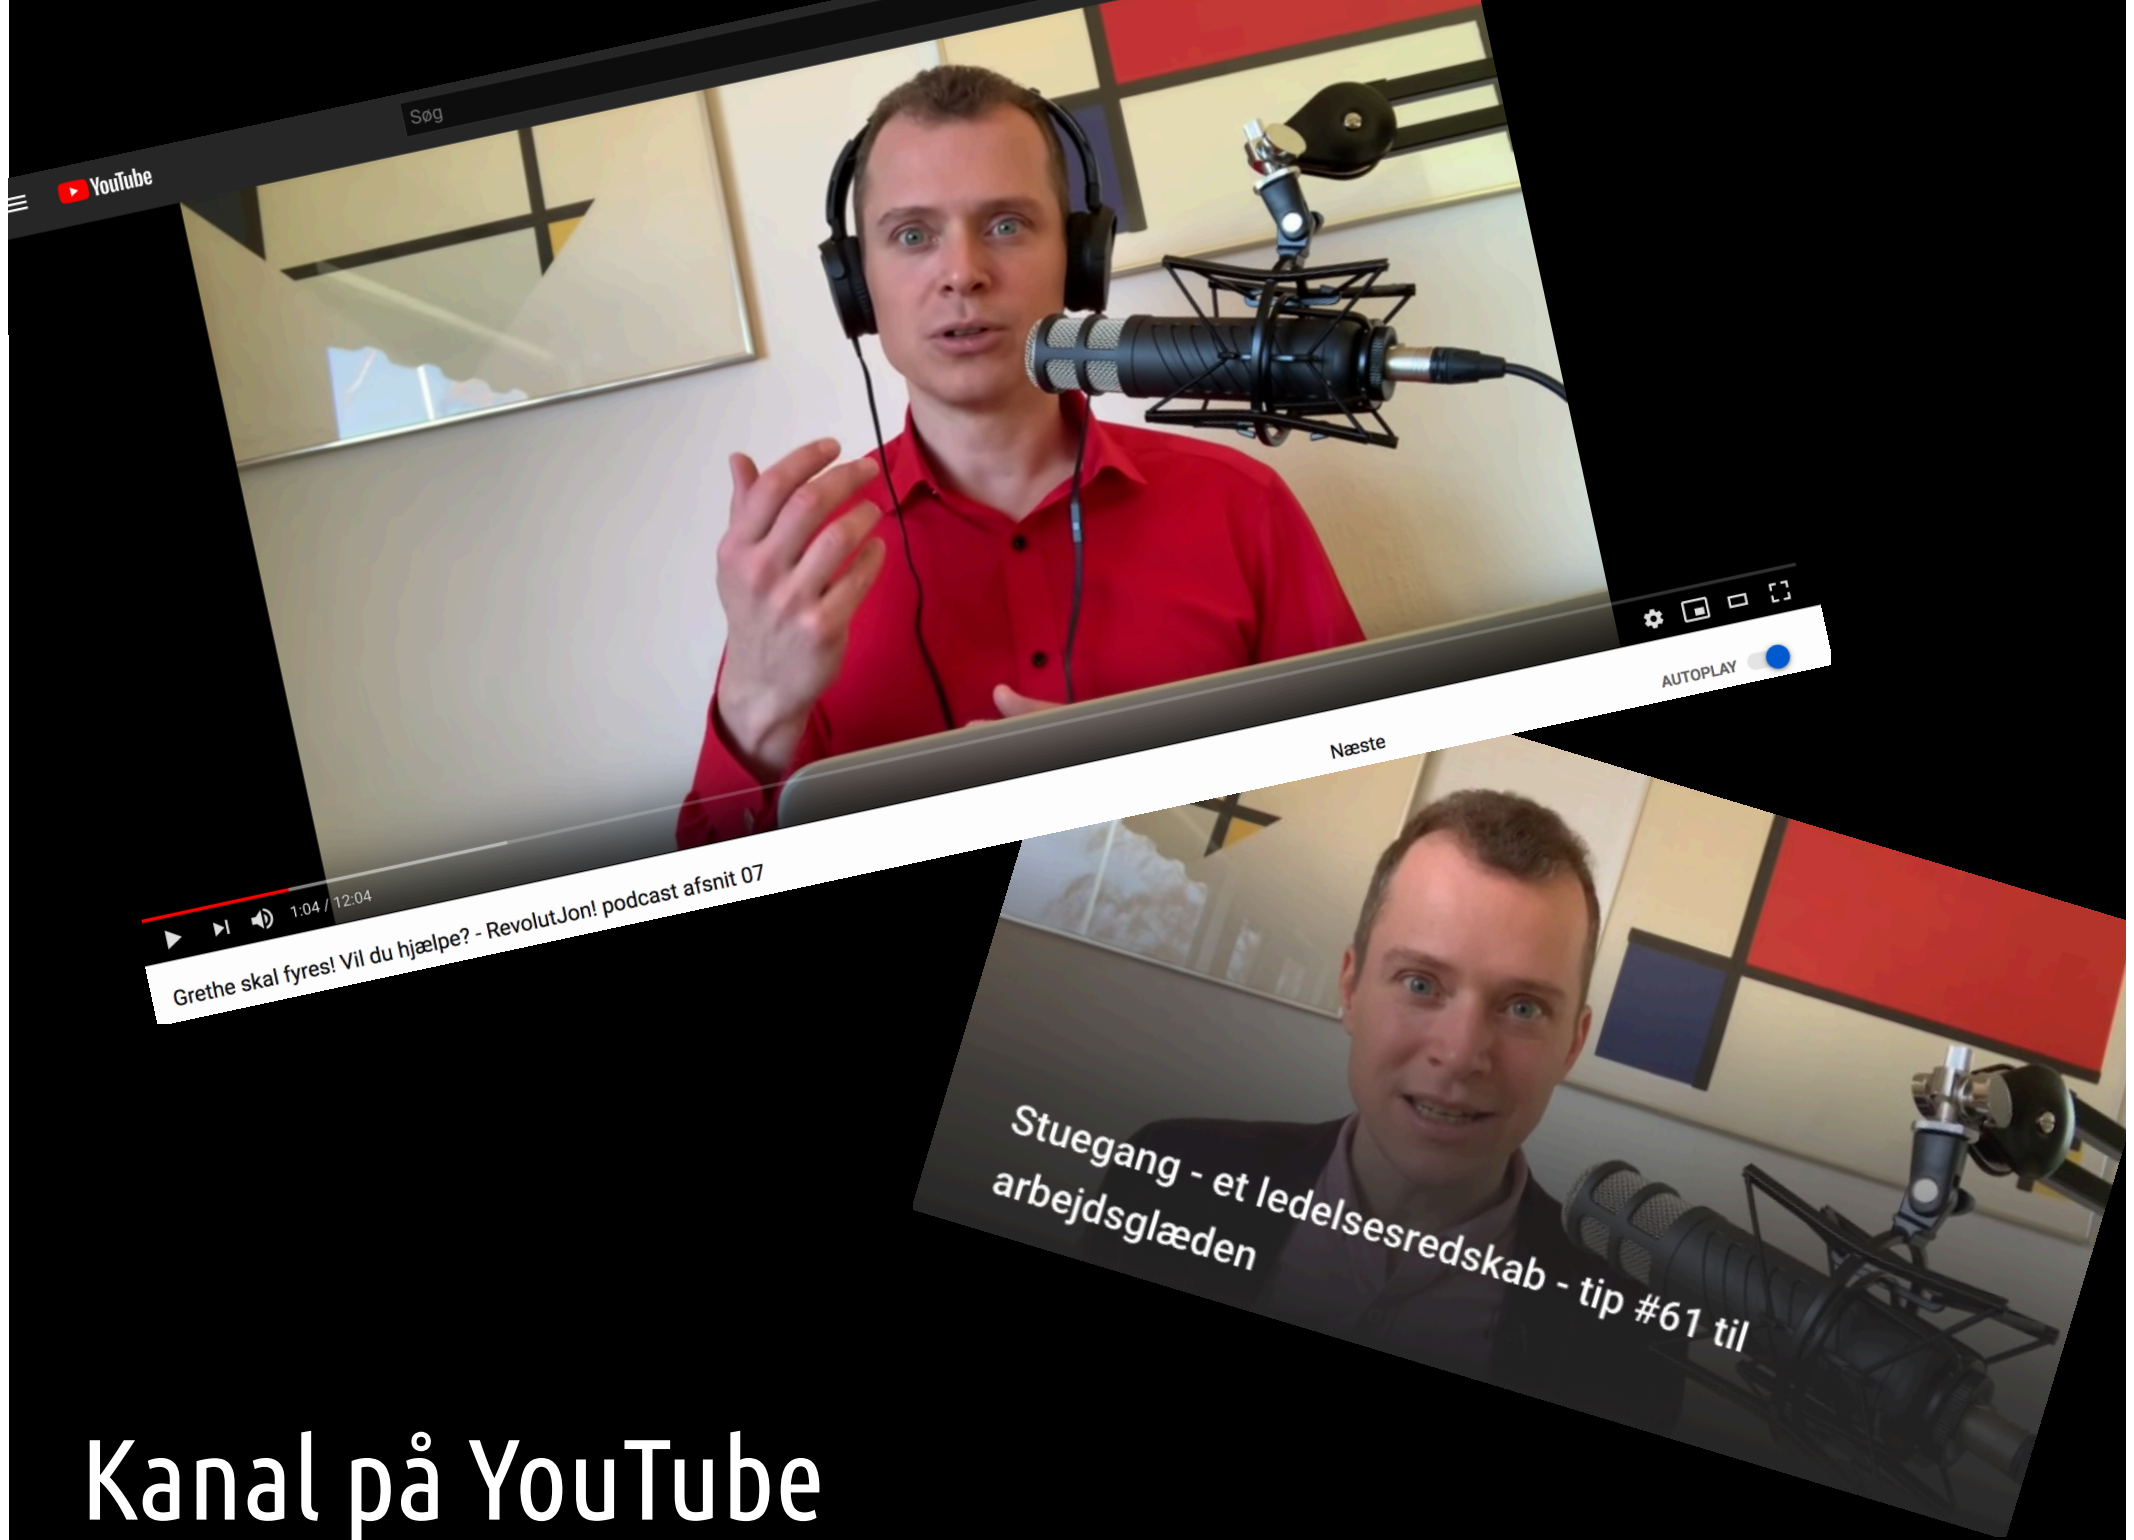 Søg
YouTube
AUTOPLAY
Næste
1:04 / 12:04
Grethe skal fyres! Vil du hjælpe? - RevolutJon! podcast afsnit 07
Stuegang - et ledelsesredskab - tip #61 til
arbejdsglæden
Kanal på YouTube